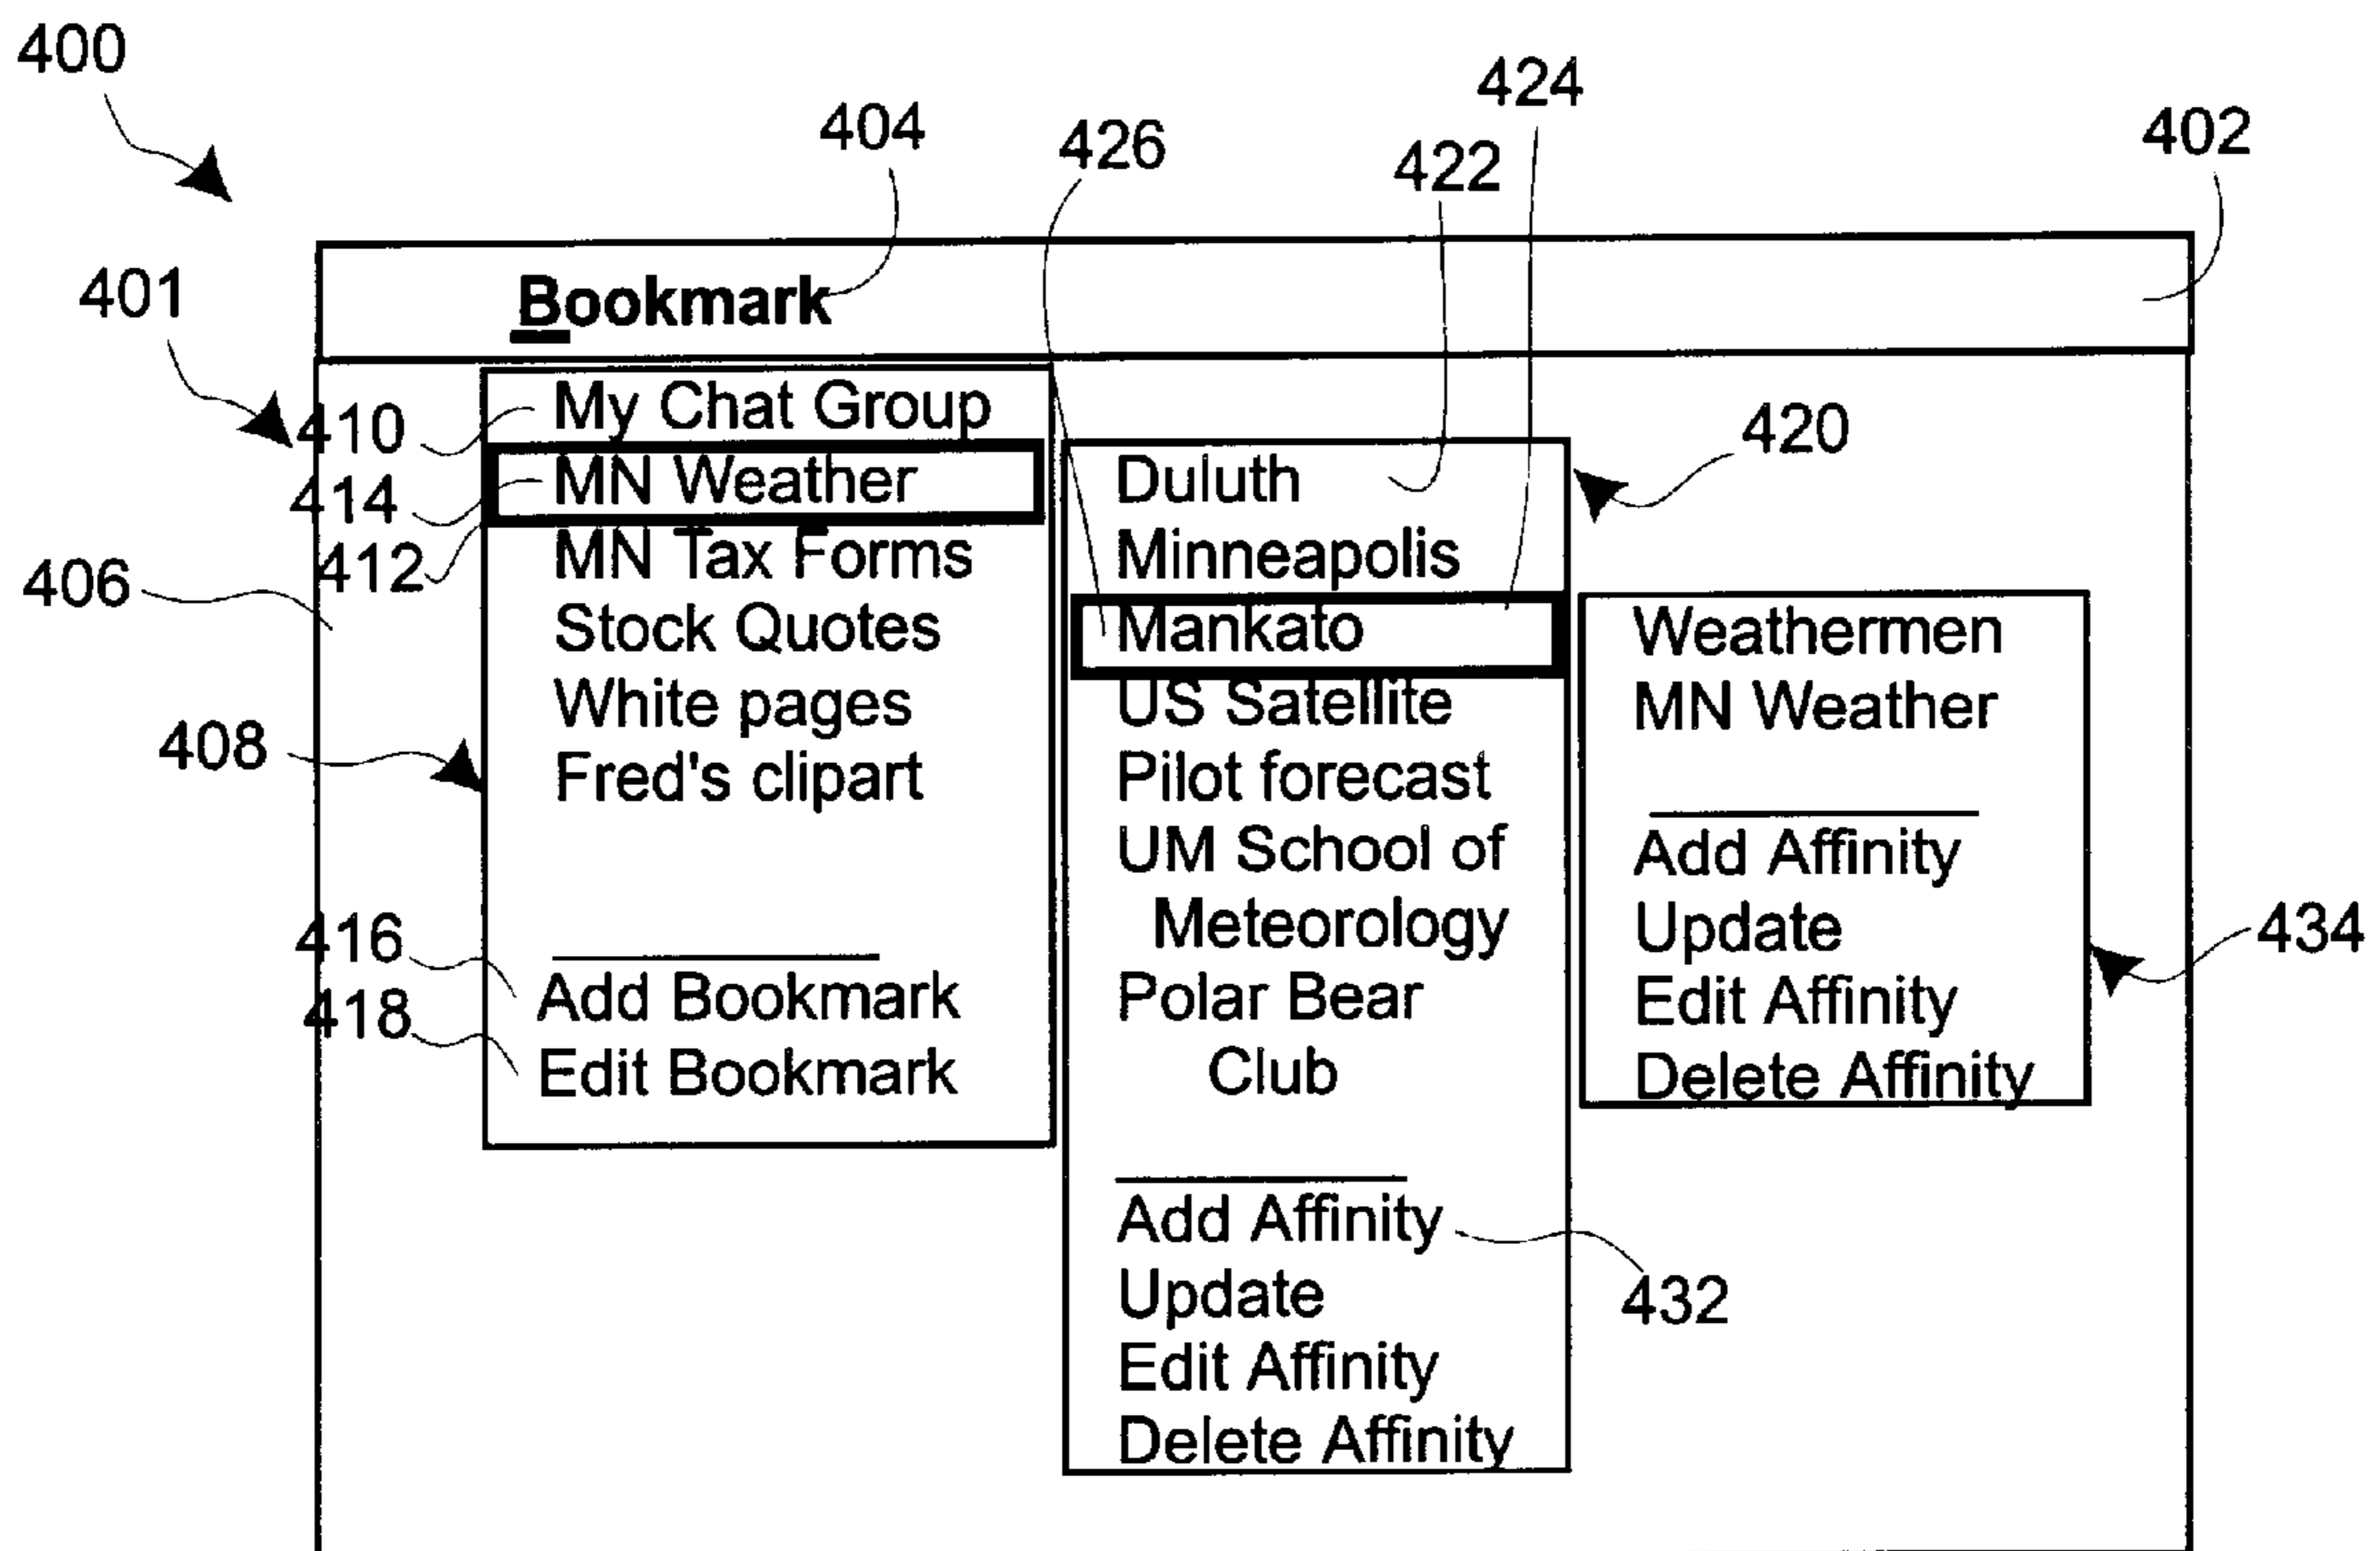 400
404
426
424
422
402
401
Bookmark
410
My Chat Group
414
MN Weather
412
MN Tax Forms
406
Stock Quotes
White pages
408
Fred's clipart
416
Add Bookmark
418
Edit Bookmark
420
Duluth
Minneapolis
Mankato
US Satellite
Pilot forecast
UM School of
Meteorology
Polar Bear
Club
Add Affinity
432
Update
Edit Affinity
Delete Affinity
Weathermen
MN Weather
Add Affinity
Update
434
Edit Affinity
Delete Affinity